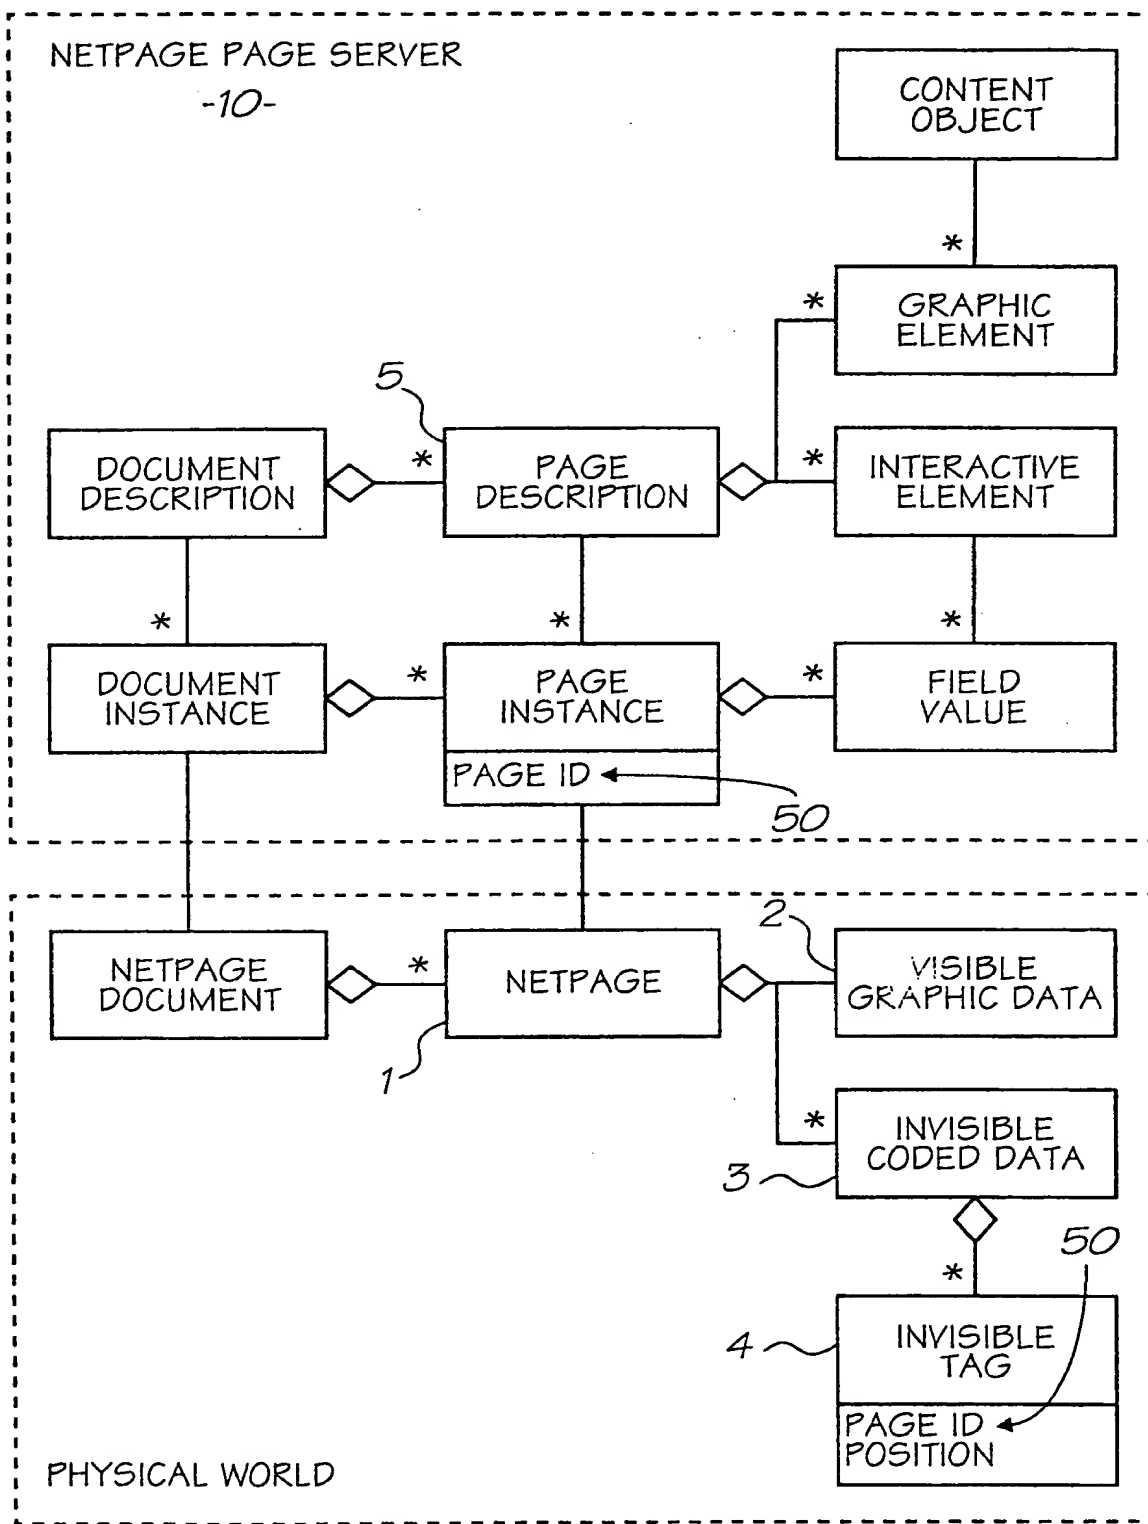 NETPAGE PAGE SERVER
-10-
CONTENT
OBJECT
*
GRAPHIC
ELEMENT
*
5
DOCUMENT
DESCRIPTION
*
PAGE
DESCRIPTION
*
INTERACTIVE
ELEMENT
*
*
*
DOCUMENT
INSTANCE
*
PAGE
INSTANCE
*
FIELD
VALUE
PAGE ID
50
2
NETPAGE
DOCUMENT
*
NETPAGE
VISIBLE
GRAPHIC DATA
1
*
INVISIBLE
CODED DATA
3
50
*
4
INVISIBLE
TAG
PAGE ID
POSITION
PHYSICAL WORLD